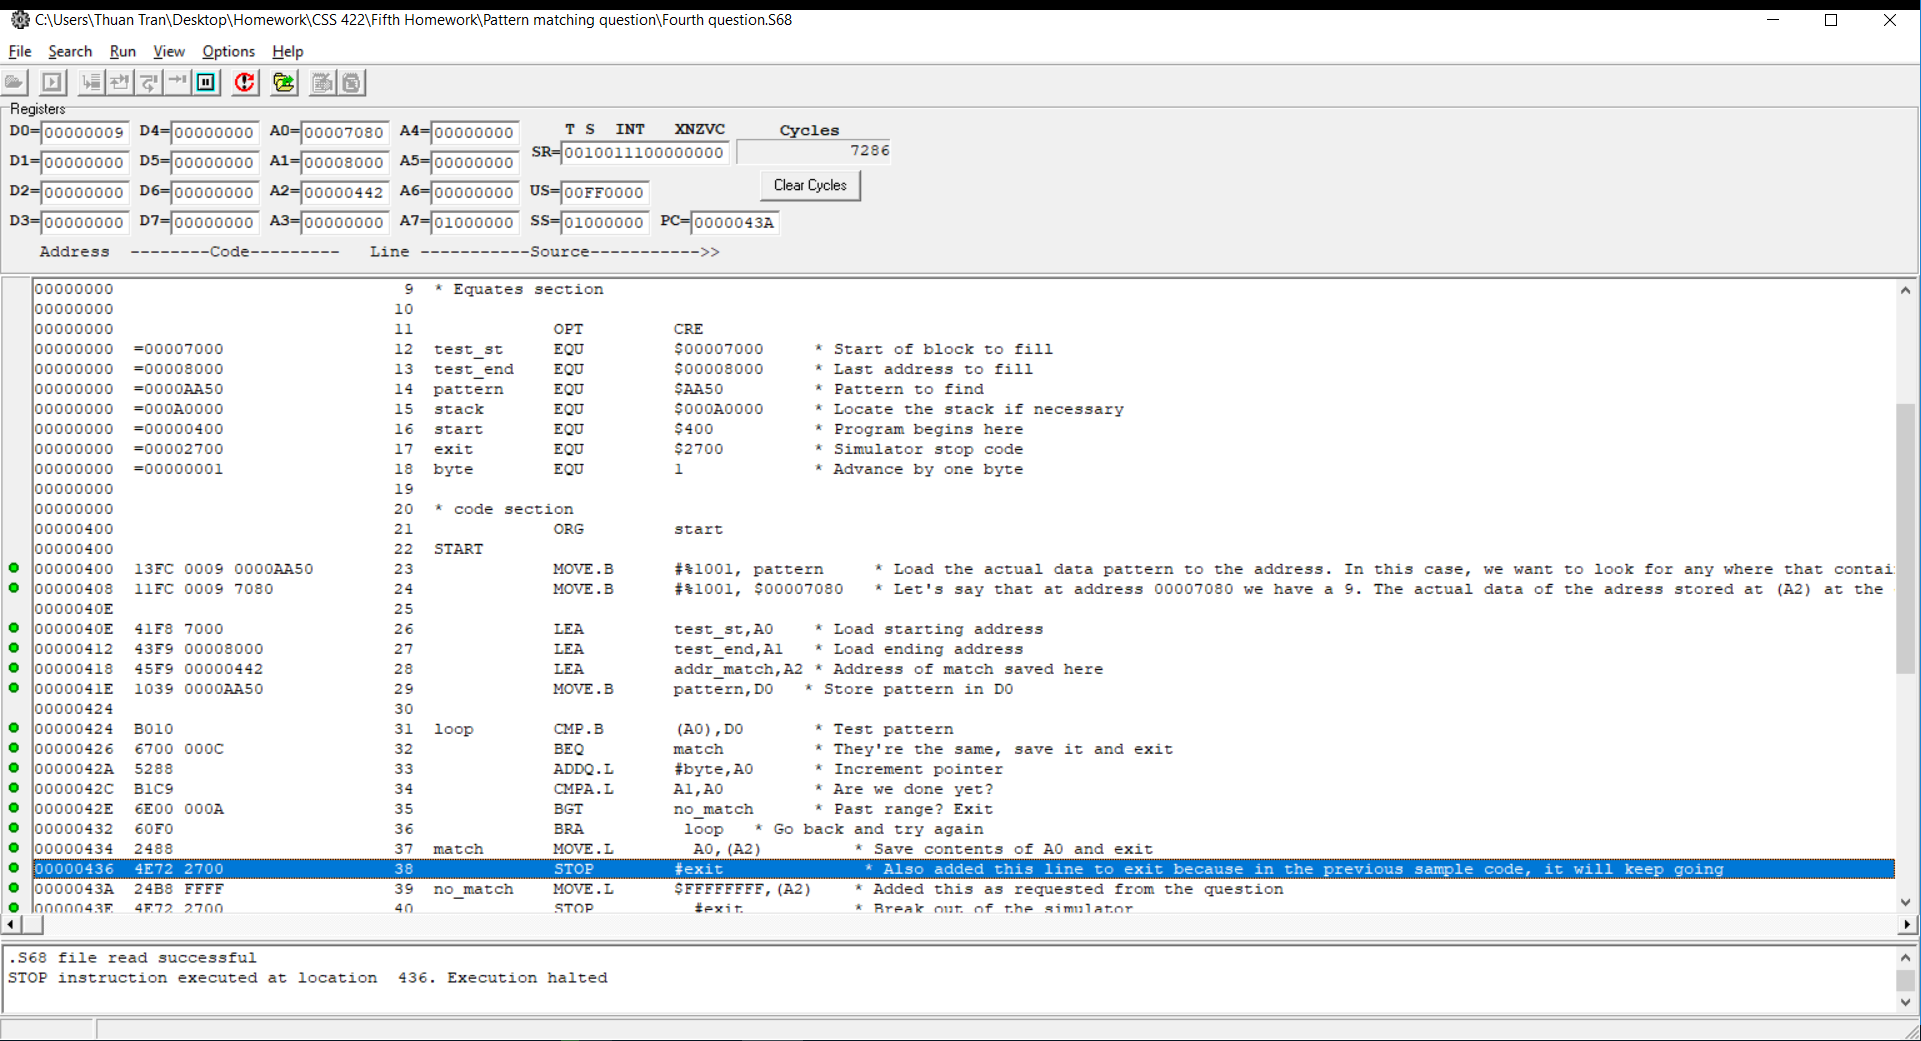 C:\Users\Thuan Tran\Desktop\Homework\CSS 422\Fifth Homework\Pattern matching question\Fourth question.S68
File Search Run View Options Help
Registers
D0= 00000009 D4= 00000000 A0= 00007080 A4= 00000000 T S INT XNZVC Cycles
D1= 00000000 D5= 00000000 A1= 00008000 A5= 00000000 SR= 0010011100000000 7286
D2= 00000000 D6= 00000000 A2= 00000442 A6= 00000000 US= 00FF0000 Clear Cycles
D3= 00000000 D7= 00000000 A3= 00000000 A7= 01000000 SS= 01000000 PC= 0000043A
Address --------Code--------- Line -----------Source----------->>
00000000 9 * Equates section
00000000 10
00000000 11 OPT CRE
00000000 =00007000 12 test_st EQU $00007000 * Start of block to fill
00000000 =00008000 13 test_end EQU $00008000 * Last address to fill
00000000 =0000AA50 14 pattern EQU $AA50 * Pattern to find
00000000 =000A0000 15 stack EQU $000A0000 * Locate the stack if necessary
00000000 =00000400 16 start EQU $400 * Program begins here
00000000 =00002700 17 exit EQU $2700 * Simulator stop code
00000000 =00000001 18 byte EQU 1 * Advance by one byte
00000000 19
00000000 20 * code section
00000400 21 ORG start
00000400 22 START
00000400 13FC 0009 0000AA50 23 MOVE.B #%1001, pattern * Load the actual data pattern to the address. In this case, we want to look for any where that contai
00000408 11FC 0009 7080 24 MOVE.B #%1001, $00007080 * Let's say that at address 00007080 we have a 9. The actual data of the adress stored at (A2) at the
0000040E 25
0000040E 41F8 7000 26 LEA test_st,A0 * Load starting address
00000412 43F9 00008000 27 LEA test_end,A1 * Load ending address
00000418 45F9 00000442 28 LEA addr_match,A2 * Address of match saved here
0000041E 1039 0000AA50 29 MOVE.B pattern,D0 * Store pattern in D0
00000424 30
00000424 B010 31 loop CMP.B (A0),D0 * Test pattern
00000426 6700 000C 32 BEQ match * They're the same, save it and exit
0000042A 5288 33 ADDQ.L #byte,A0 * Increment pointer
0000042C B1C9 34 CMPA.L A1,A0 * Are we done yet?
0000042E 6E00 000A 35 BGT no_match * Past range? Exit
00000432 60F0 36 BRA loop * Go back and try again
00000434 2488 37 match MOVE.L A0,(A2) * Save contents of A0 and exit
00000436 4E72 2700 38 STOP #exit * Also added this line to exit because in the previous sample code, it will keep going
0000043A 24B8 FFFF 39 no_match MOVE.L $FFFFFFFF,(A2) * Added this as requested from the question
0000043E 4E72 2700 40 STOP #exit * Break out of the simulator
.S68 file read successful
STOP instruction executed at location 436. Execution halted